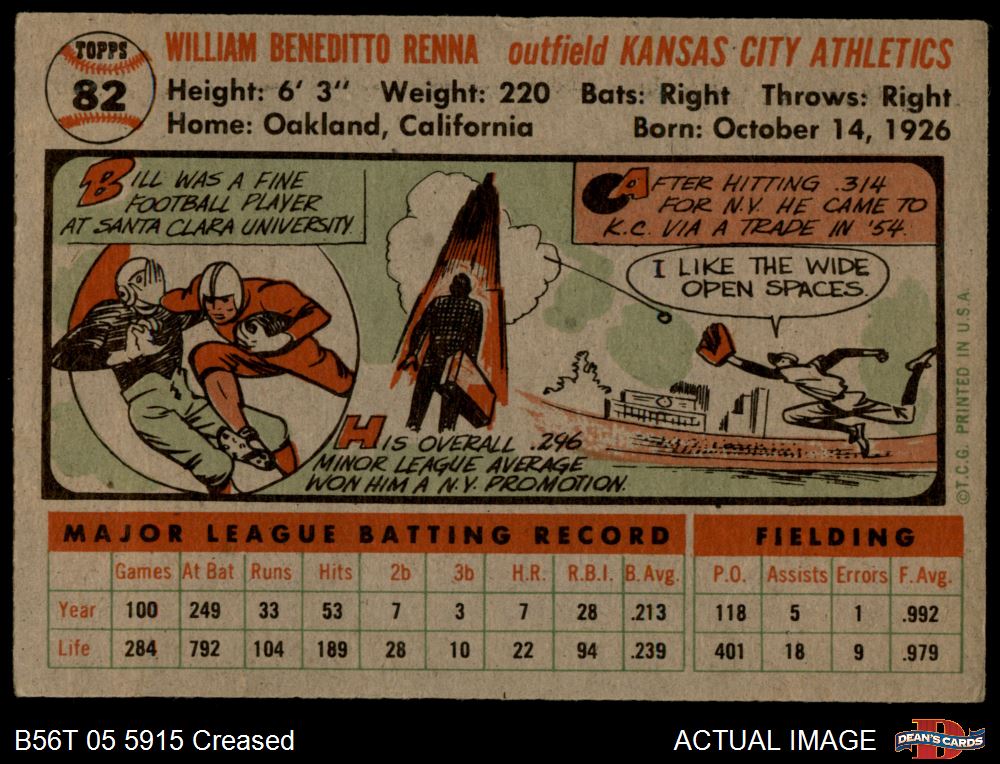 TOPPS
82
WILLIAM BENEDITTO RENNA outfield KANSAS CITY ATHLETICS
Height: 6' 3" Weight: 220 Bats: Right Throws: Right
Home: Oakland, California Born: October 14, 1926
BILL WAS A FINE
FOOTBALL PLAYER
AT SANTA CLARA UNIVERSITY.
HIS OVERALL .296
MINOR LEAGUE AVERAGE
WON HIM A N.Y. PROMOTION.
AFTER HITTING .314
FOR N.Y. HE CAME TO
K.C. VIA A TRADE IN '54.
I LIKE THE WIDE
OPEN SPACES.
©T.C.G. PRINTED IN U.S.A.
MAJOR LEAGUE BATTING RECORD FIELDING
Games At Bat Runs Hits 2b 3b H.R. R.B.I. B. Avg. P.O. Assists Errors F. Avg.
Year 100 249 33 53 7 3 7 28 .213 118 5 1 .992
Life 284 792 104 189 28 10 22 94 .239 401 18 9 .979
B56T 05 5915 Creased ACTUAL IMAGE
DEAN'S CARDS